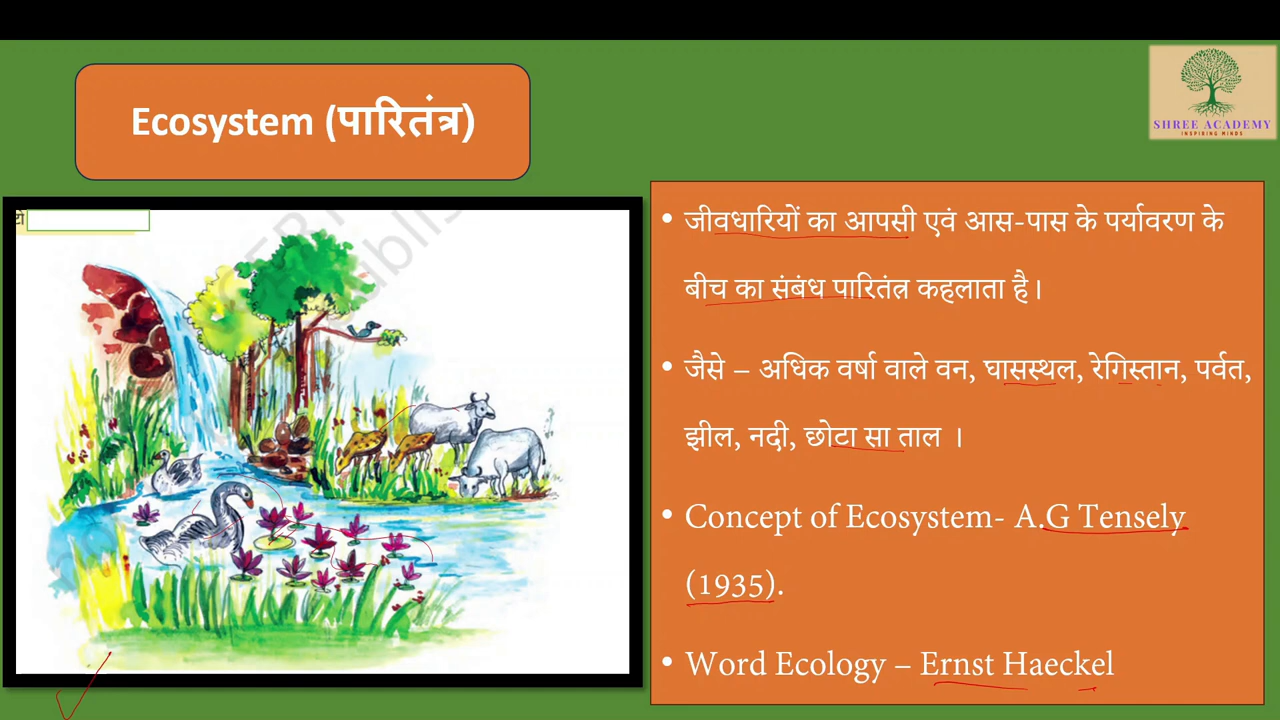 Ecosystem (पारितंत्र)
SHREE ACADEMY
INSPIRING MINDS
• जीवधारियों का आपसी एवं आस-पास के पर्यावरण के
बीच का संबंध पारितंत्र कहलाता है।
• जैसे – अधिक वर्षा वाले वन, घासस्थल, रेगिस्तान, पर्वत,
झील, नदी, छोटा सा ताल ।
• Concept of Ecosystem- A.G Tensely
(1935).
• Word Ecology – Ernst Haeckel